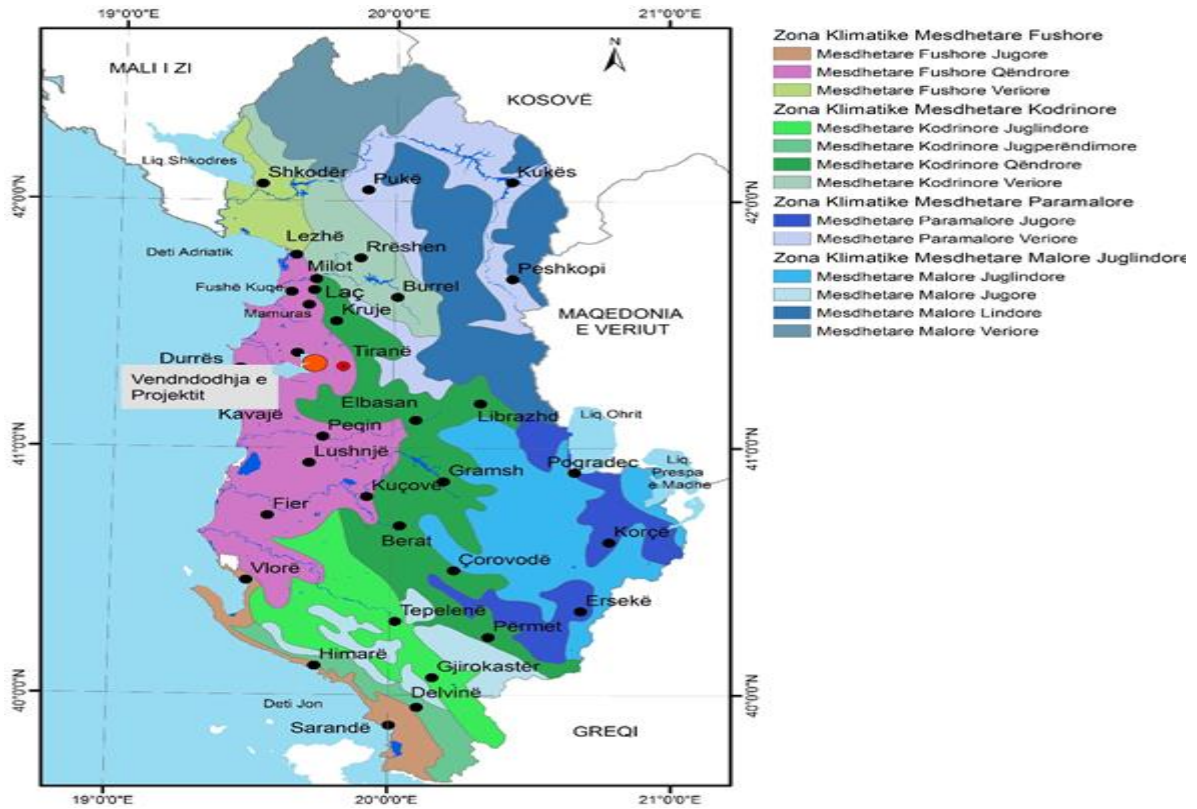 19°0'0"E
20°0'0"E
21°0'0"E
MALI I ZI
N
KOSOVË
Liq.Shkodres
Shkodër
Pukë
Kukës
42°0'0"N
42°0'0"N
Lezhë
Deti Adriatik
Rrëshen
Milot
Peshkopi
Fushë Kuqe
Laç
Burrel
Mamuras
Kruje
MAQEDONIA
E VERIUT
Durrës
Tiranë
Vendndodhja e
Projektit
Kavajë
Elbasan
Librazhd
Liq.Ohrit
Peqin
41°0'0"N
41°0'0"N
Lushnjë
Pogradec
Liq.
Prespa
e Madhe
Gramsh
Kuçovë
Fier
Berat
Korçë
Çorovodë
Vlorë
Ersekë
Tepelenë
Përmet
Himarë
Gjirokastër
40°0'0"N
40°0'0"N
Delvinë
Deti Jon
Sarandë
GREQI
19°0'0"E
20°0'0"E
21°0'0"E
Zona Klimatike Mesdhetare Fushore
Mesdhetare Fushore Jugore
Mesdhetare Fushore Qëndrore
Mesdhetare Fushore Veriore
Zona Klimatike Mesdhetare Kodrinore
Mesdhetare Kodrinore Juglindore
Mesdhetare Kodrinore Jugperëndimore
Mesdhetare Kodrinore Qëndrore
Mesdhetare Kodrinore Veriore
Zona Klimatike Mesdhetare Paramalore
Mesdhetare Paramalore Jugore
Mesdhetare Paramalore Veriore
Zona Klimatike Mesdhetare Malore Juglindore
Mesdhetare Malore Juglindore
Mesdhetare Malore Jugore
Mesdhetare Malore Lindore
Mesdhetare Malore Veriore